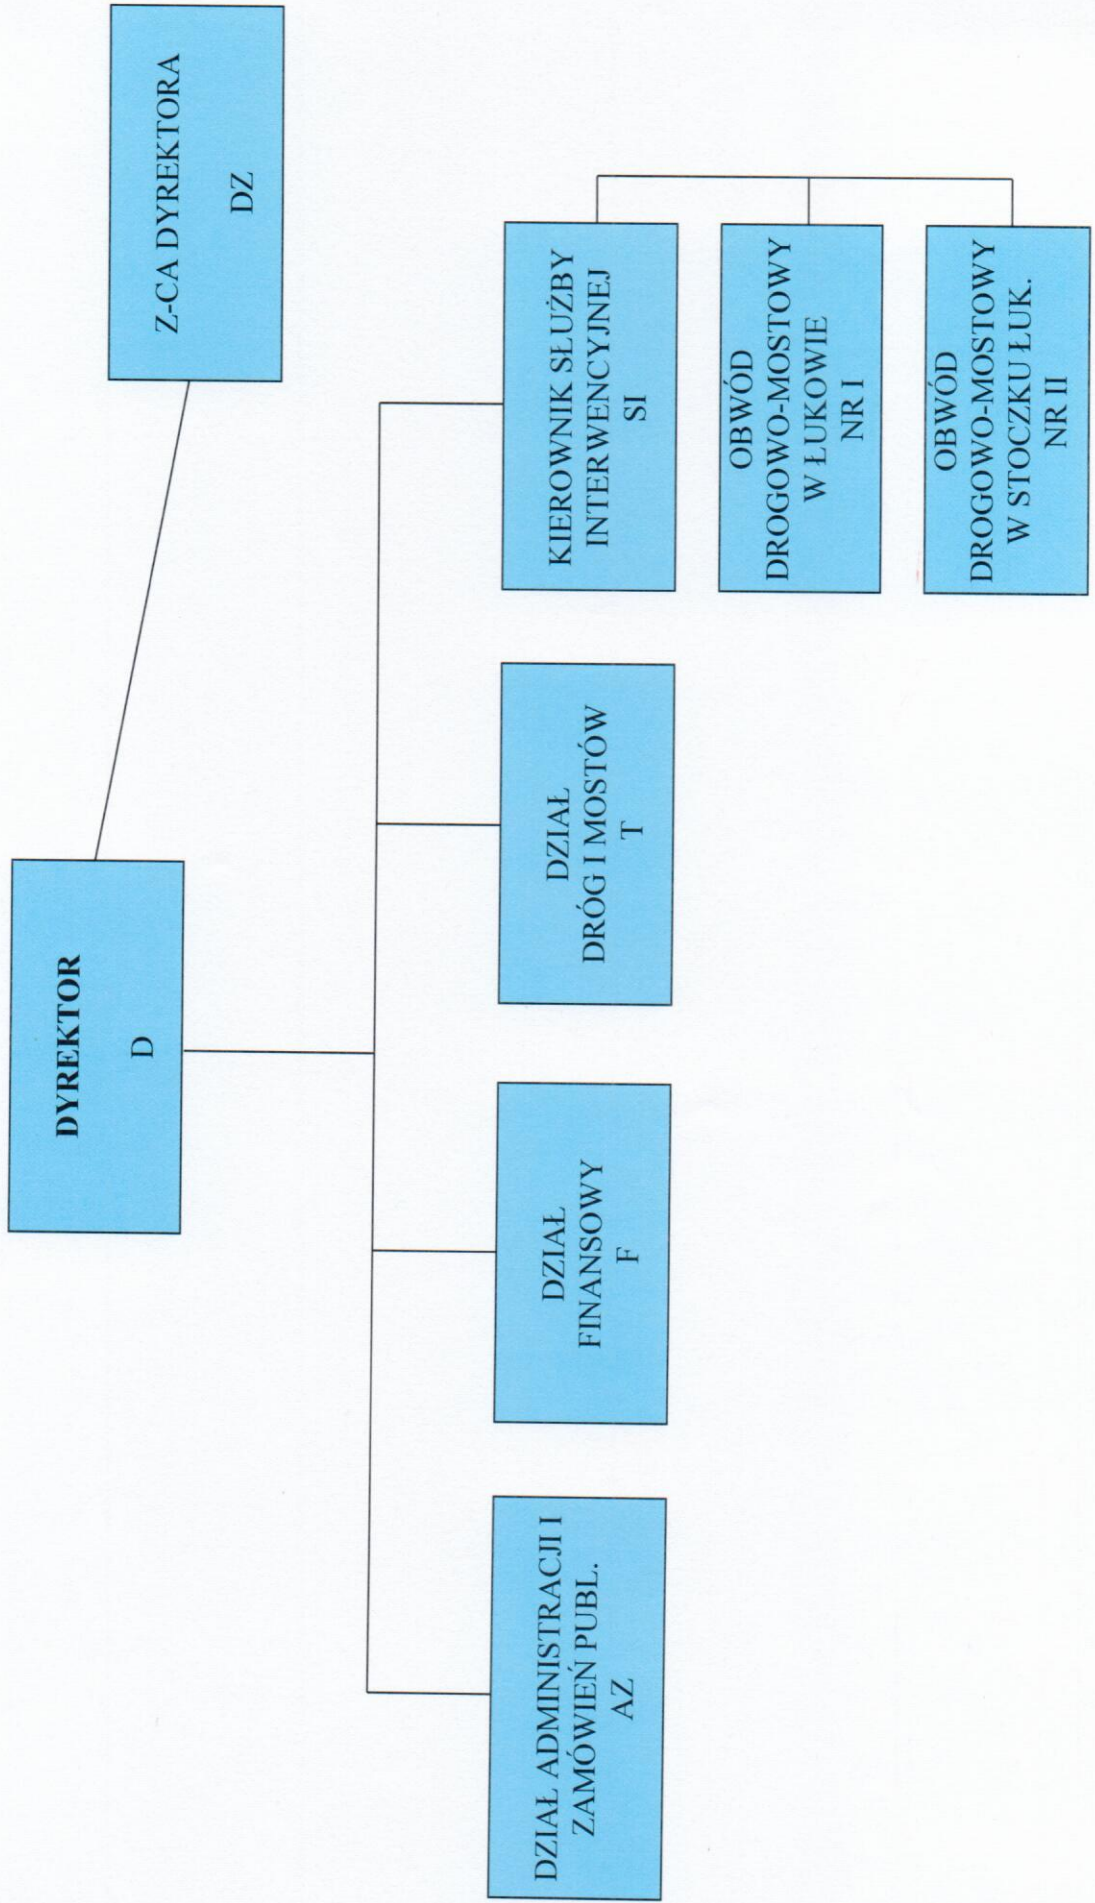 DYREKTOR
D
Z-CA DYREKTORA
DZ
DZIAŁ ADMINISTRACJI I
ZAMÓWIEŃ PUBL.
AZ
DZIAŁ
FINANSOWY
F
DZIAŁ
DRÓG I MOSTÓW
T
KIEROWNIK SŁUŻBY
INTERWENCYJNEJ
SI
OBWÓD
DROGOWO-MOSTOWY
W ŁUKOWIE
NR I
OBWÓD
DROGOWO-MOSTOWY
W STOCZKU ŁUK.
NR II